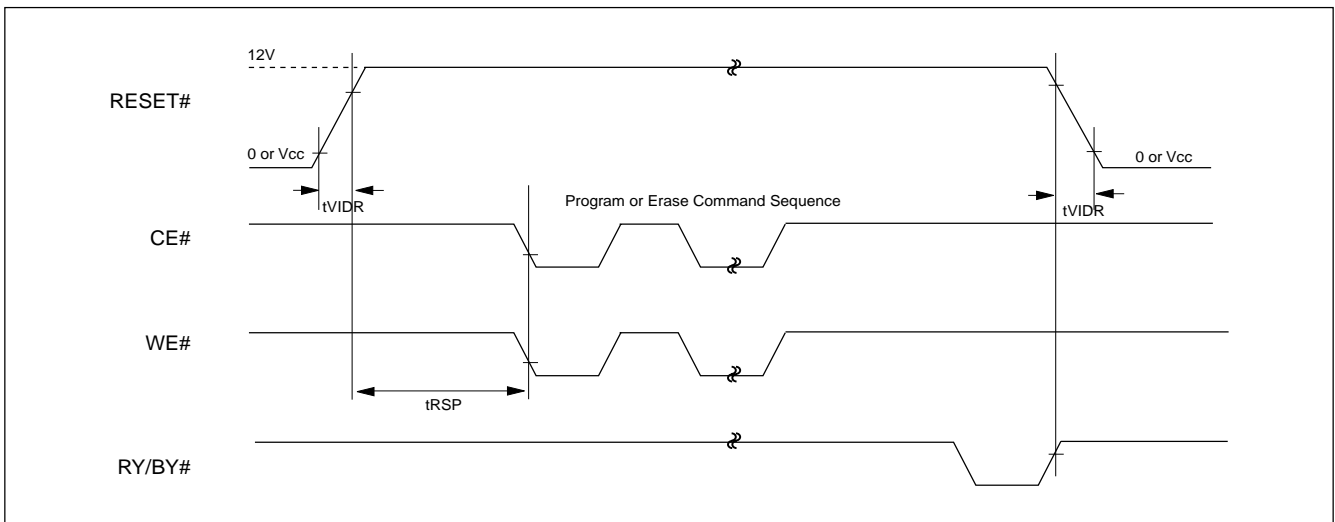 12V
RESET#
0 or Vcc
0 or Vcc
tVIDR
Program or Erase Command Sequence
tVIDR
CE#
WE#
tRSP
RY/BY#